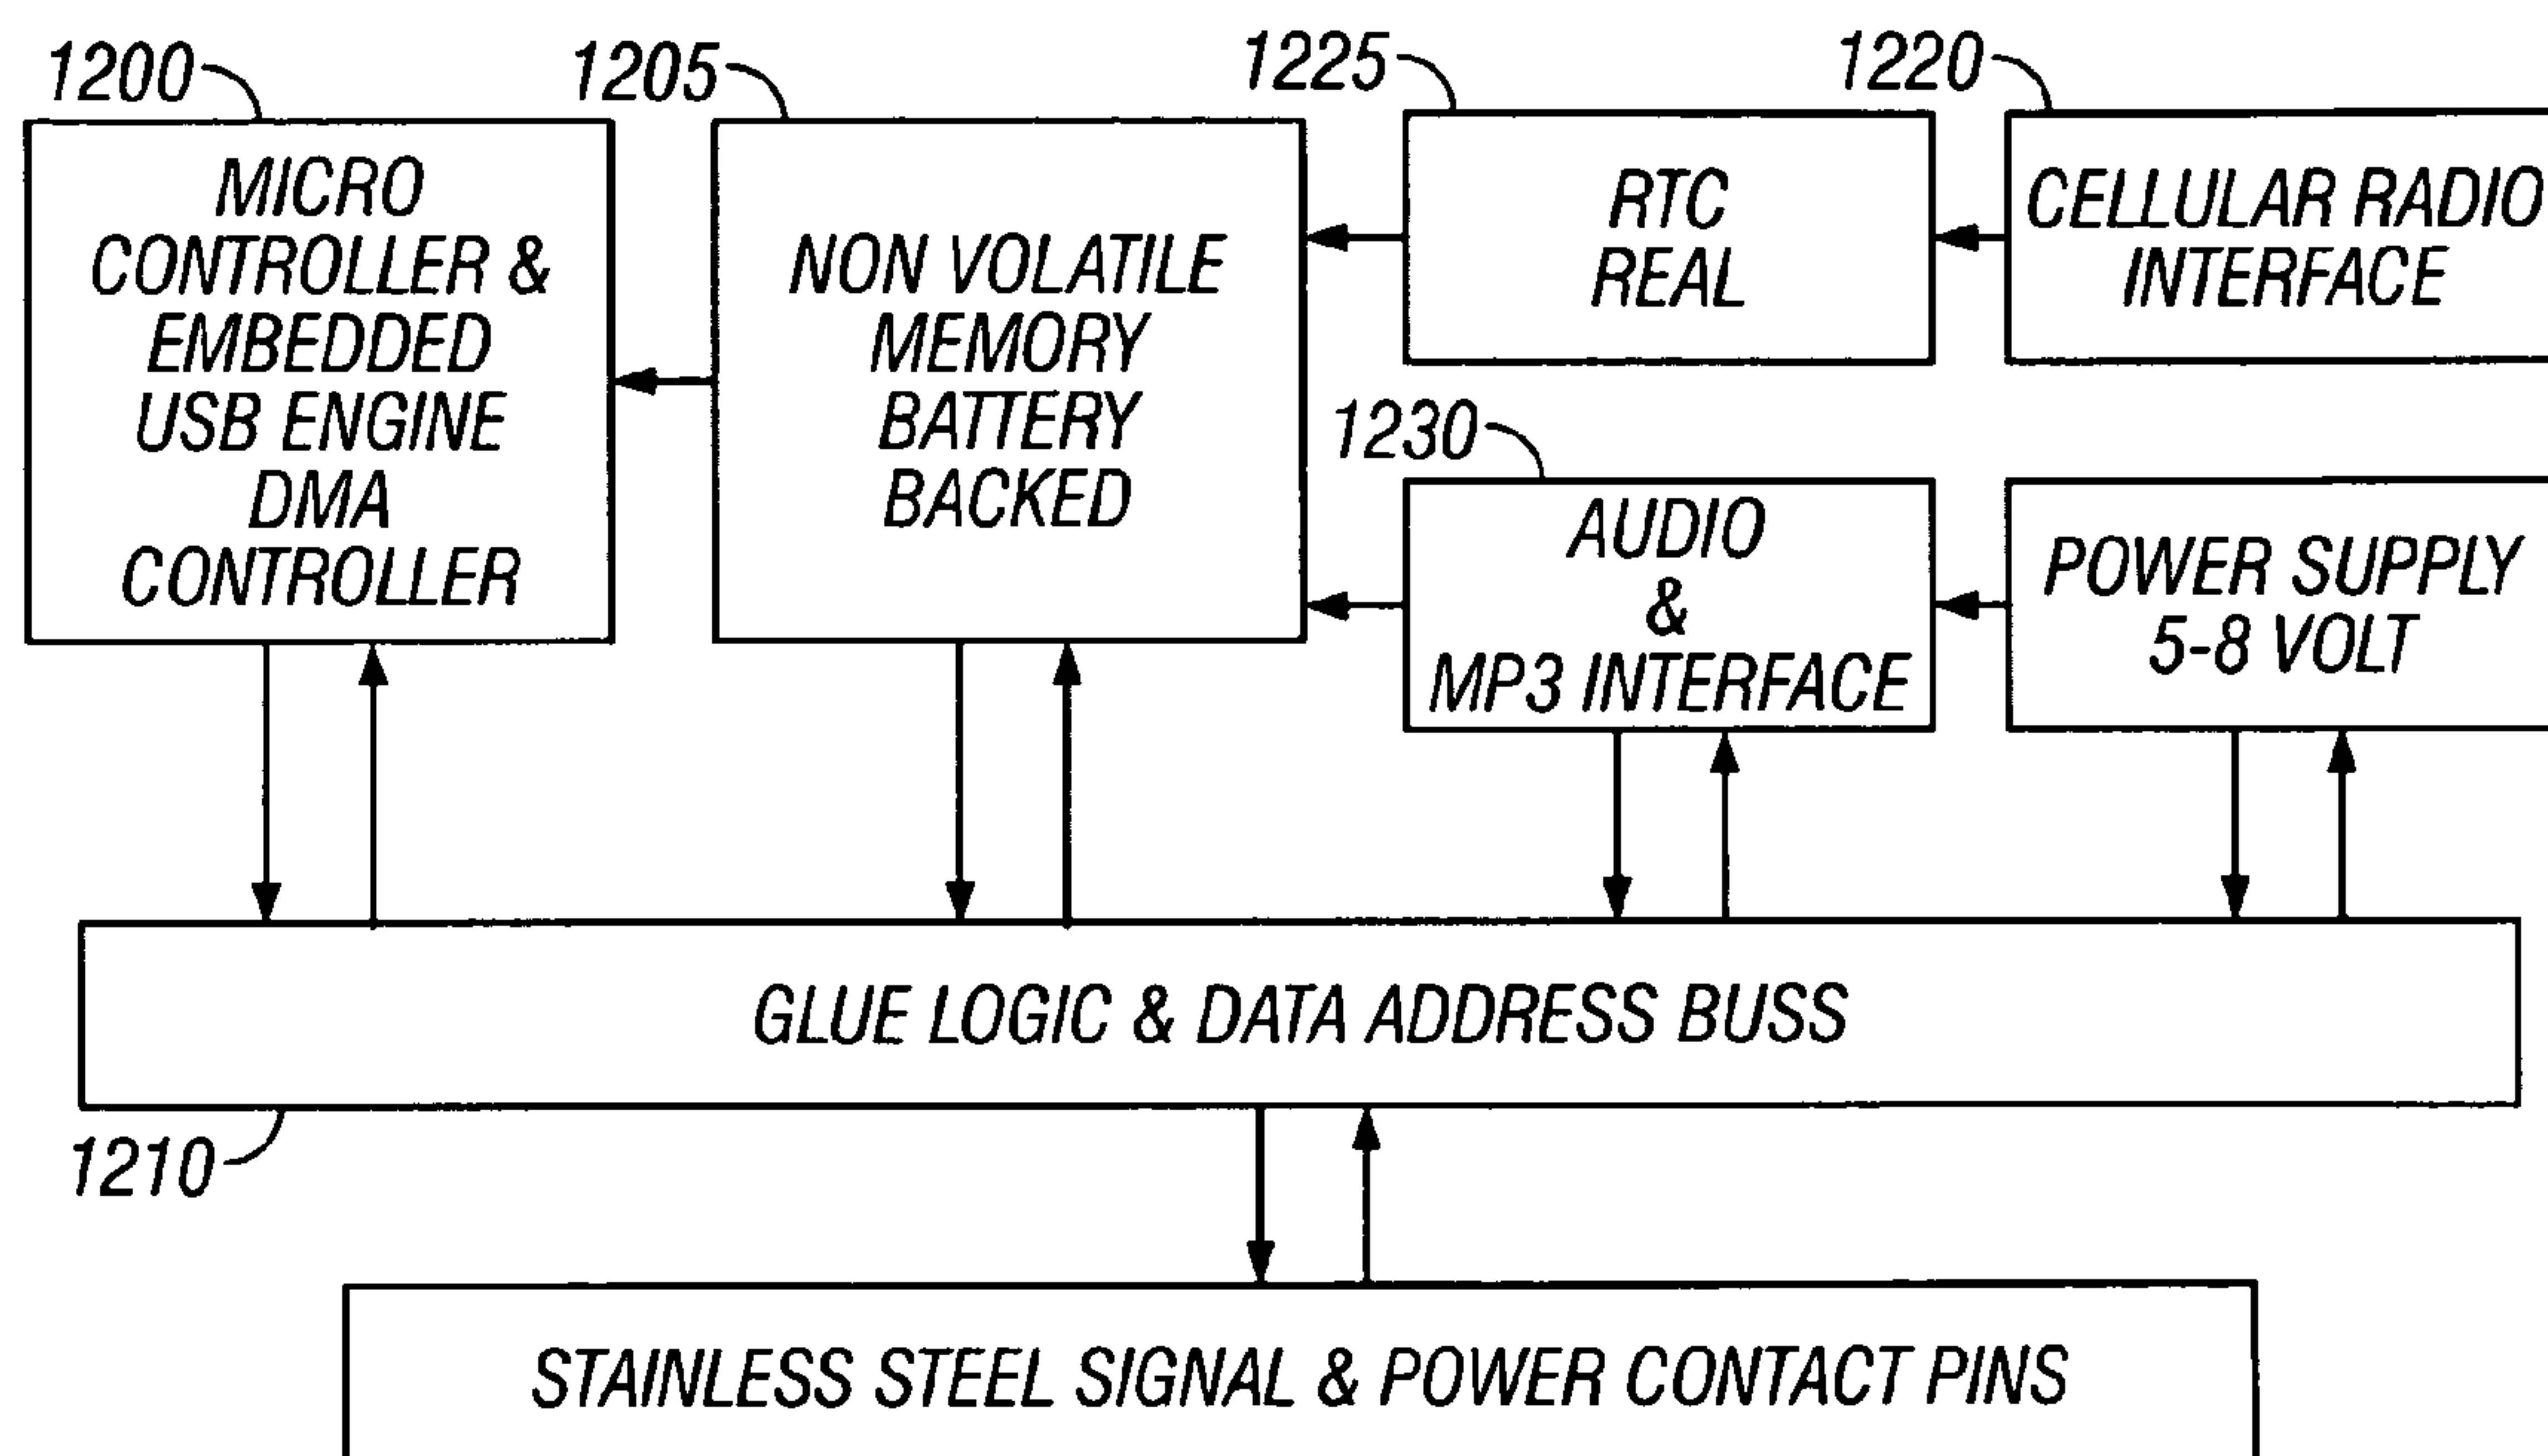 1200
MICRO
CONTROLLER &
EMBEDDED
USB ENGINE
DMA
CONTROLLER
1205
NON VOLATILE
MEMORY
BATTERY
BACKED
1225
RTC
REAL
1220
CELLULAR RADIO
INTERFACE
1230
AUDIO
&
MP3 INTERFACE
POWER SUPPLY
5-8 VOLT
GLUE LOGIC & DATA ADDRESS BUSS
1210
STAINLESS STEEL SIGNAL & POWER CONTACT PINS